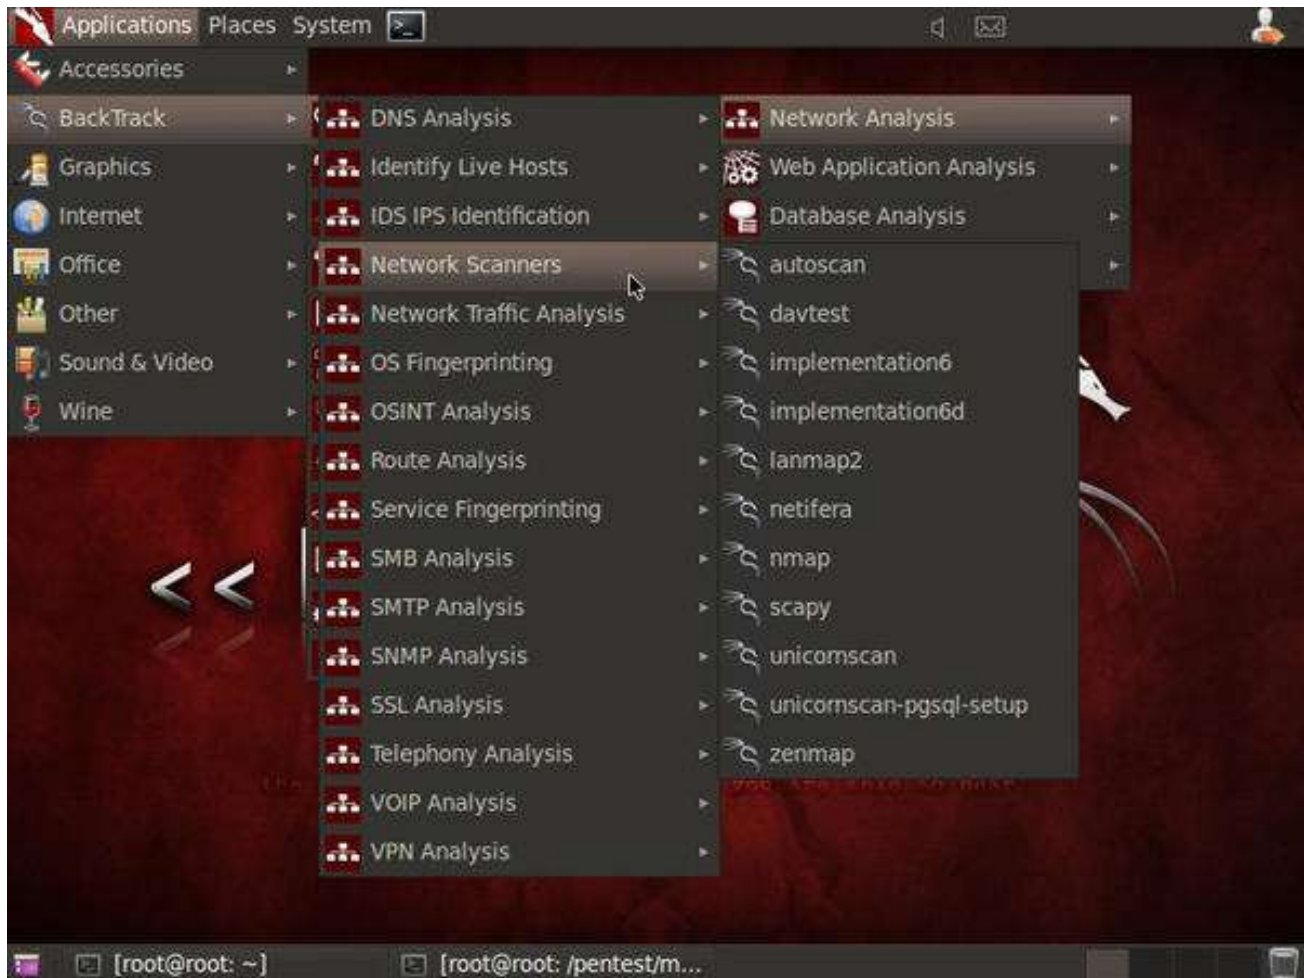 Applications Places System
Accessories
BackTrack
Graphics
Internet
Office
Other
Sound & Video
Wine
DNS Analysis
Identify Live Hosts
IDS IPS Identification
Network Scanners
Network Traffic Analysis
OS Fingerprinting
OSINT Analysis
Route Analysis
Service Fingerprinting
SMB Analysis
SMTP Analysis
SNMP Analysis
SSL Analysis
Telephony Analysis
VOIP Analysis
VPN Analysis
Network Analysis
Web Application Analysis
Database Analysis
autoscan
davtest
implementation6
implementation6d
lanmap2
netifera
nmap
scapy
unicornscan
unicornscan-pgsql-setup
zenmap
<<
[root@root: ~]
[root@root: /pentest/m...